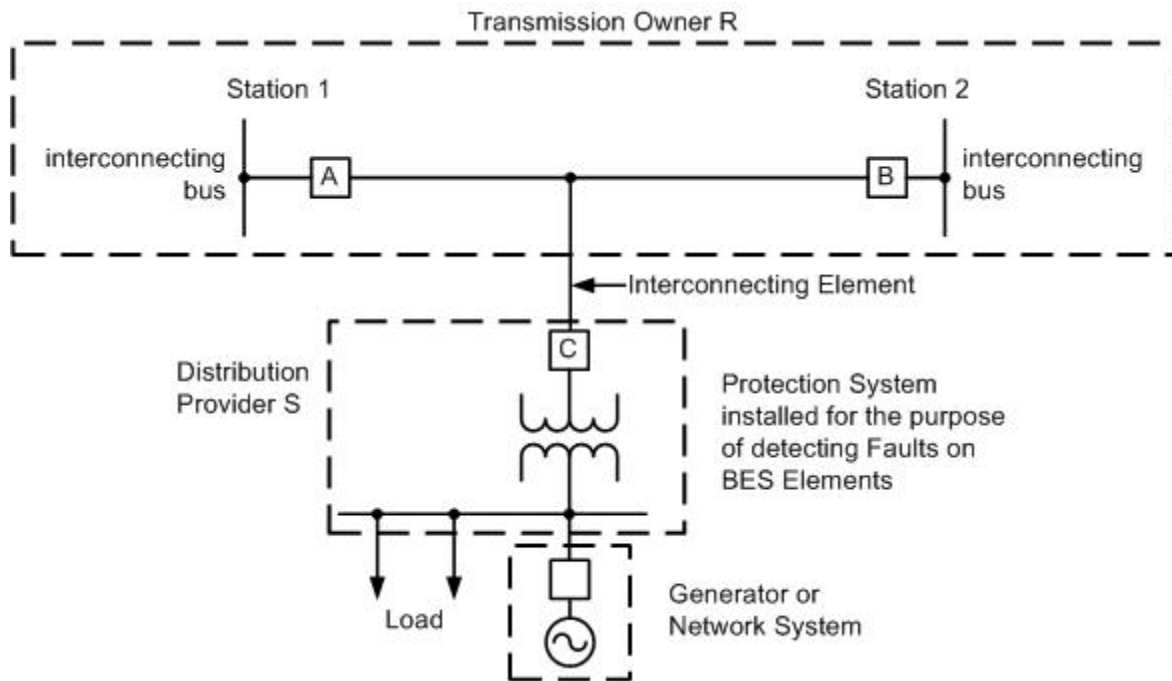 Transmission Owner R
Station 1
Station 2
interconnecting
bus
A
B
interconnecting
bus
Interconnecting Element
C
Distribution
Provider S
Protection System
installed for the purpose
of detecting Faults on
BES Elements
Load
Generator or
Network System